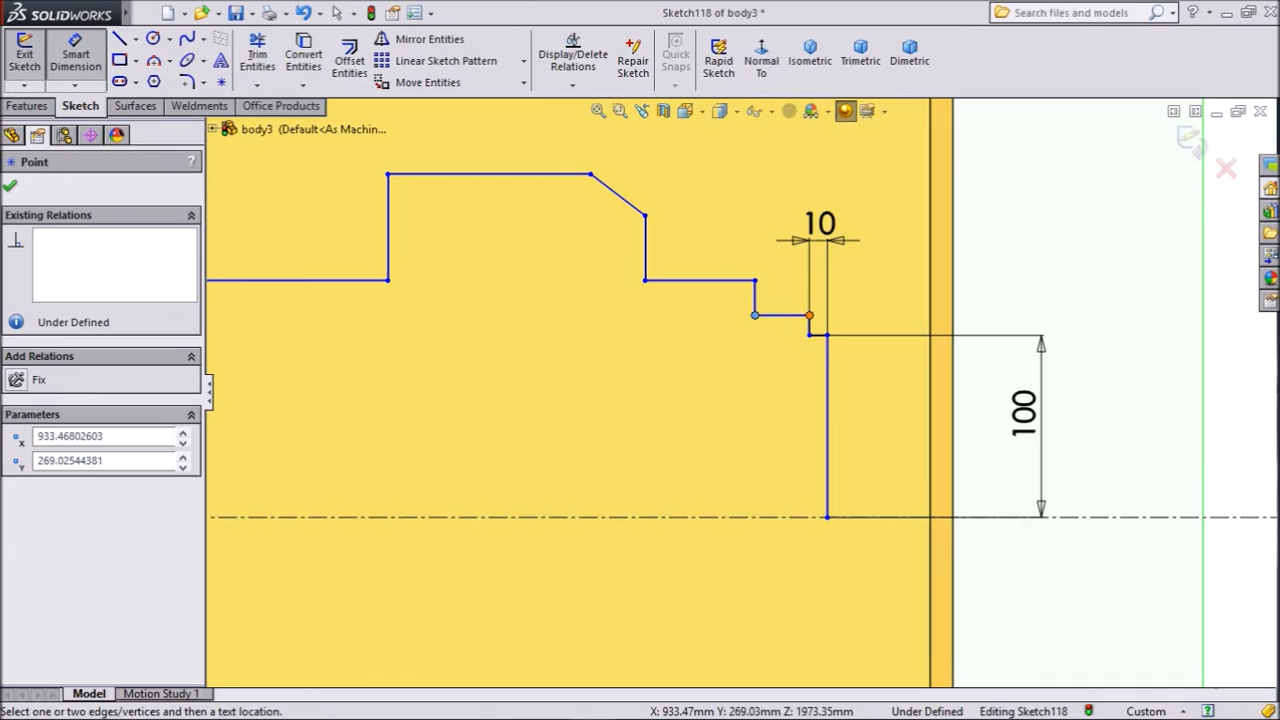 SOLIDWORKS
Sketch118 of body3 *
Search files and models
Exit Sketch
Smart Dimension
Trim Entities
Convert Entities
Offset Entities
Mirror Entities
Linear Sketch Pattern
Move Entities
Display/Delete Relations
Repair Sketch
Quick Snaps
Rapid Sketch
Normal To
Isometric
Trimetric
Dimetric
Features
Sketch
Surfaces
Weldments
Office Products
body3 (Default<As Machin...
Point
?
Existing Relations
Under Defined
Add Relations
Fix
Parameters
933.46802603
269.02544381
10
100
Model
Motion Study 1
Select one or two edges/vertices and then a text location.
X: 933.47mm Y: 269.03mm Z: 1973.35mm
Under Defined
Editing Sketch118
Custom
?